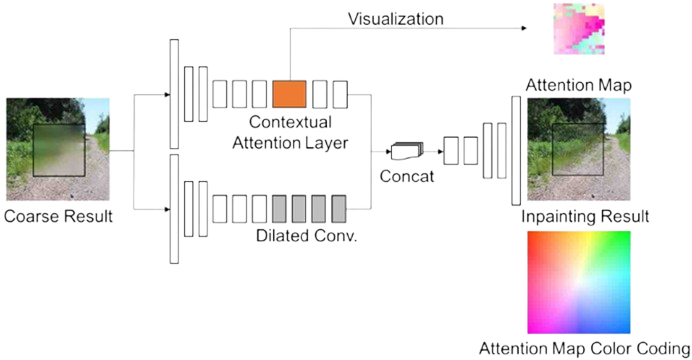 Visualization
Attention Map
Contextual
Attention Layer
Concat
Coarse Result
Inpainting Result
Dilated Conv.
Attention Map Color Coding